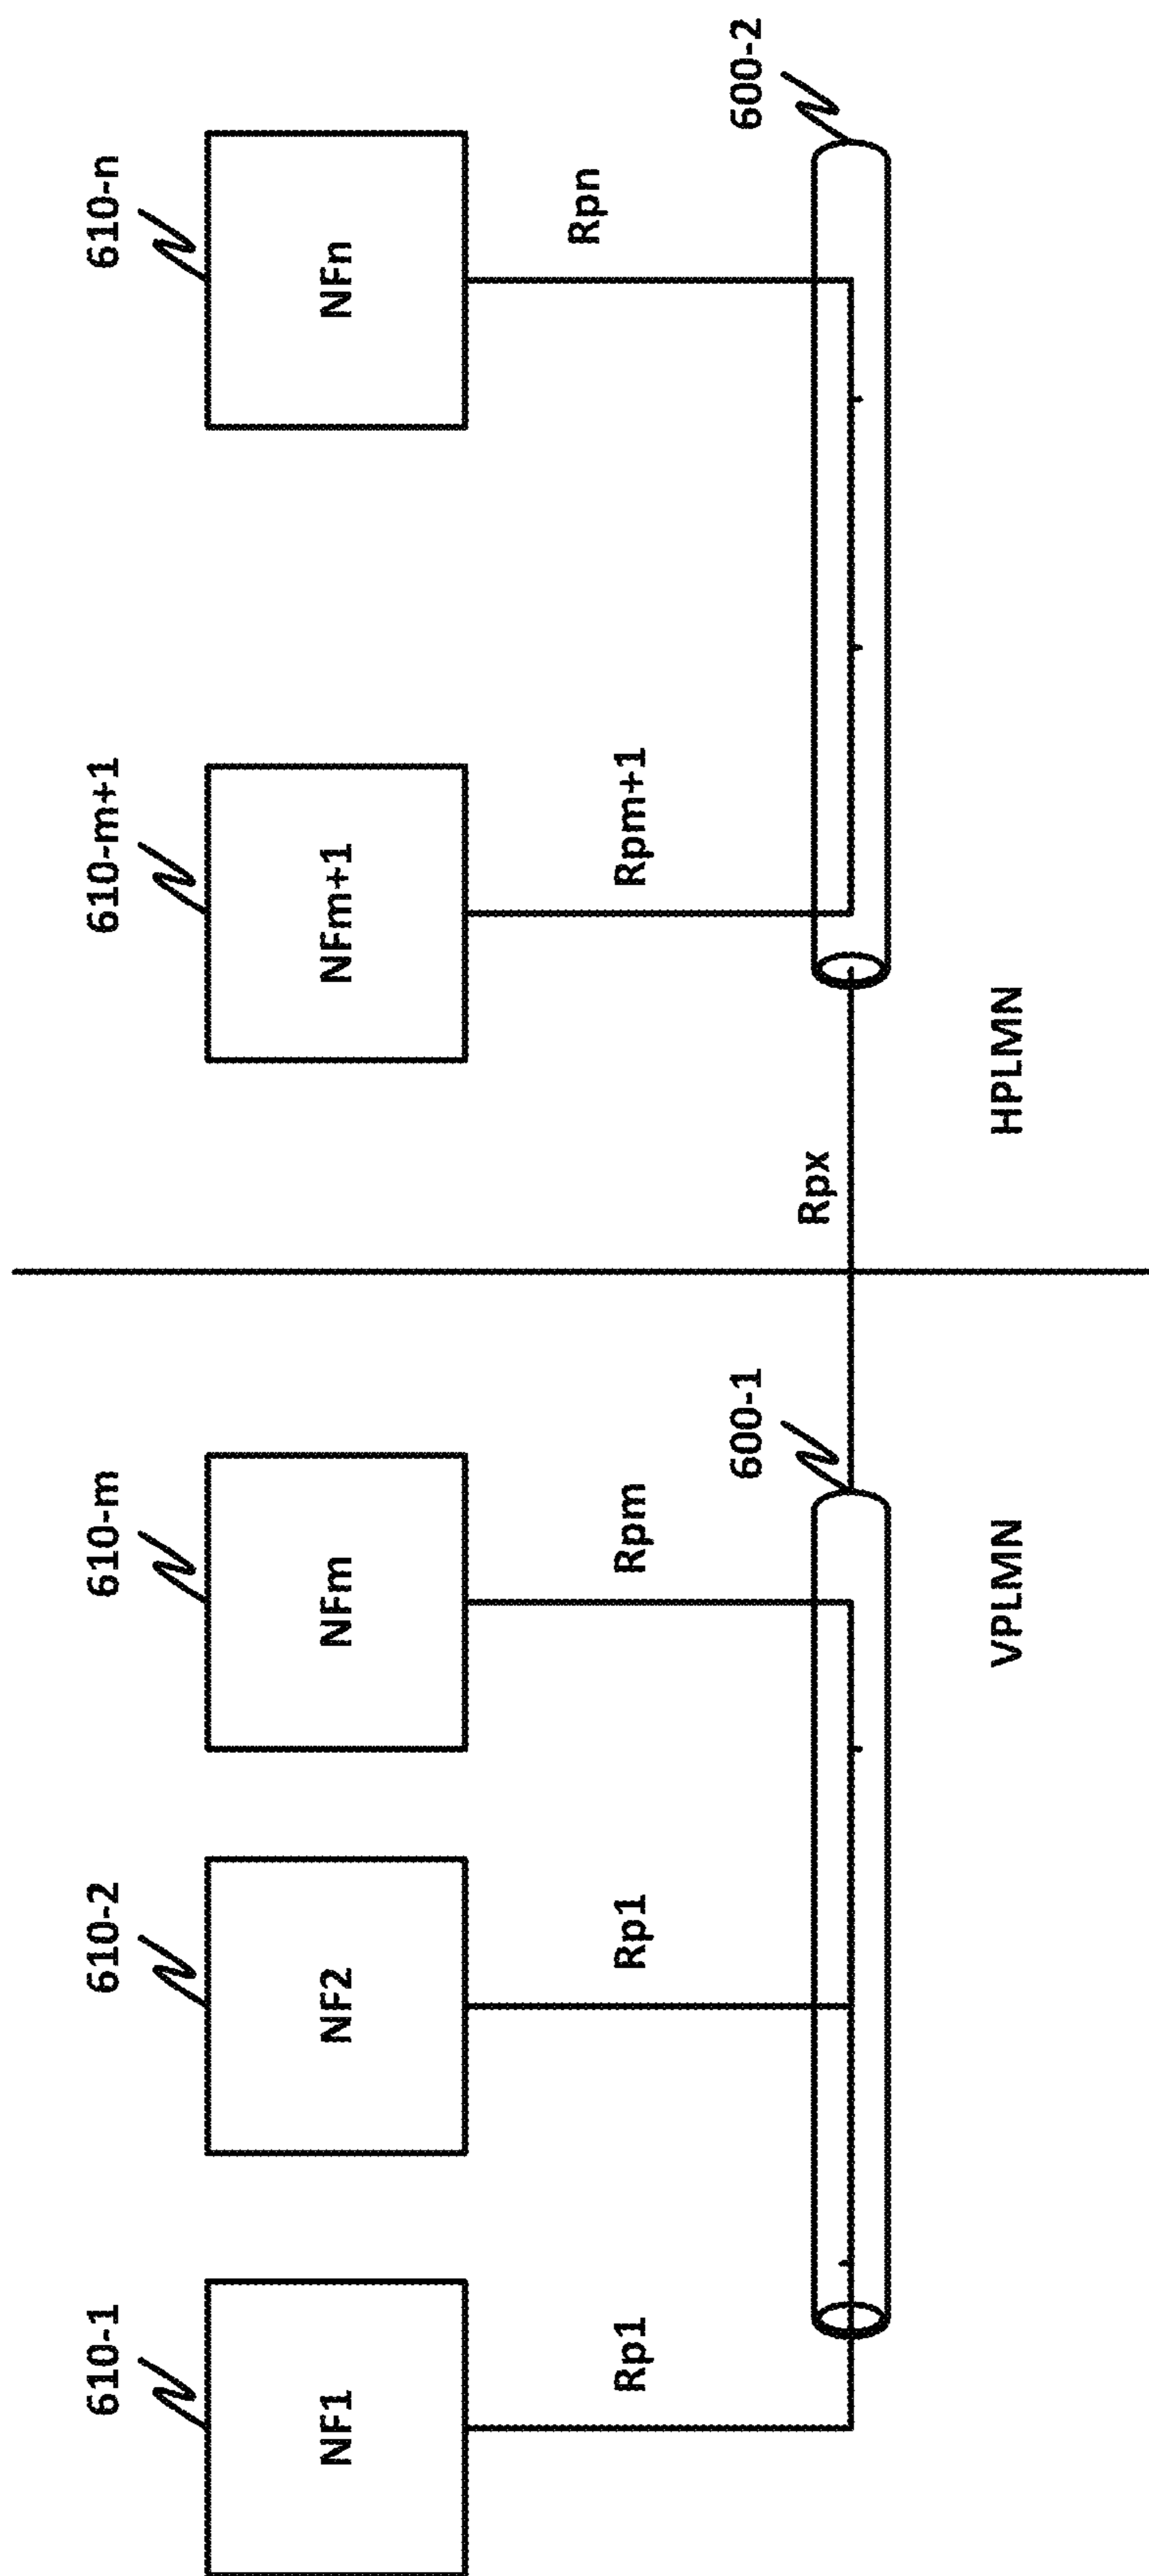 610-1
610-2
610-m
610-m+1
610-n
NF1
NF2
NFm
NFm+1
NFn
Rp1
Rp1
Rpm
Rpm+1
Rpn
600-1
Rpx
600-2
VPLMN
HPLMN